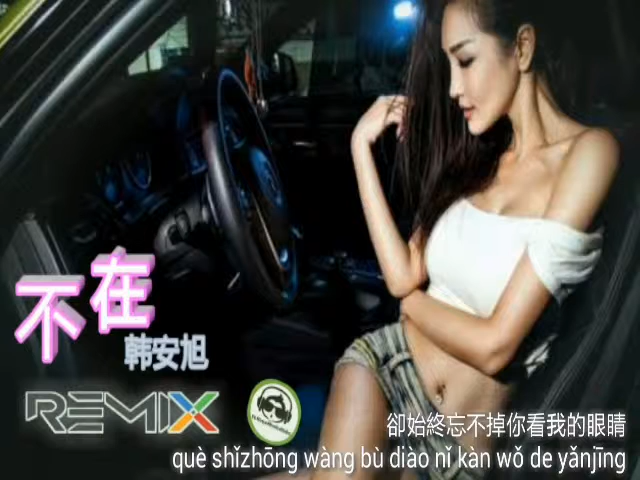 不在
韩安旭
REMIX
卻始終忘不掉你看我的眼睛
què shǐzhōng wàng bù diào nǐ kàn wǒ de yǎnjīng